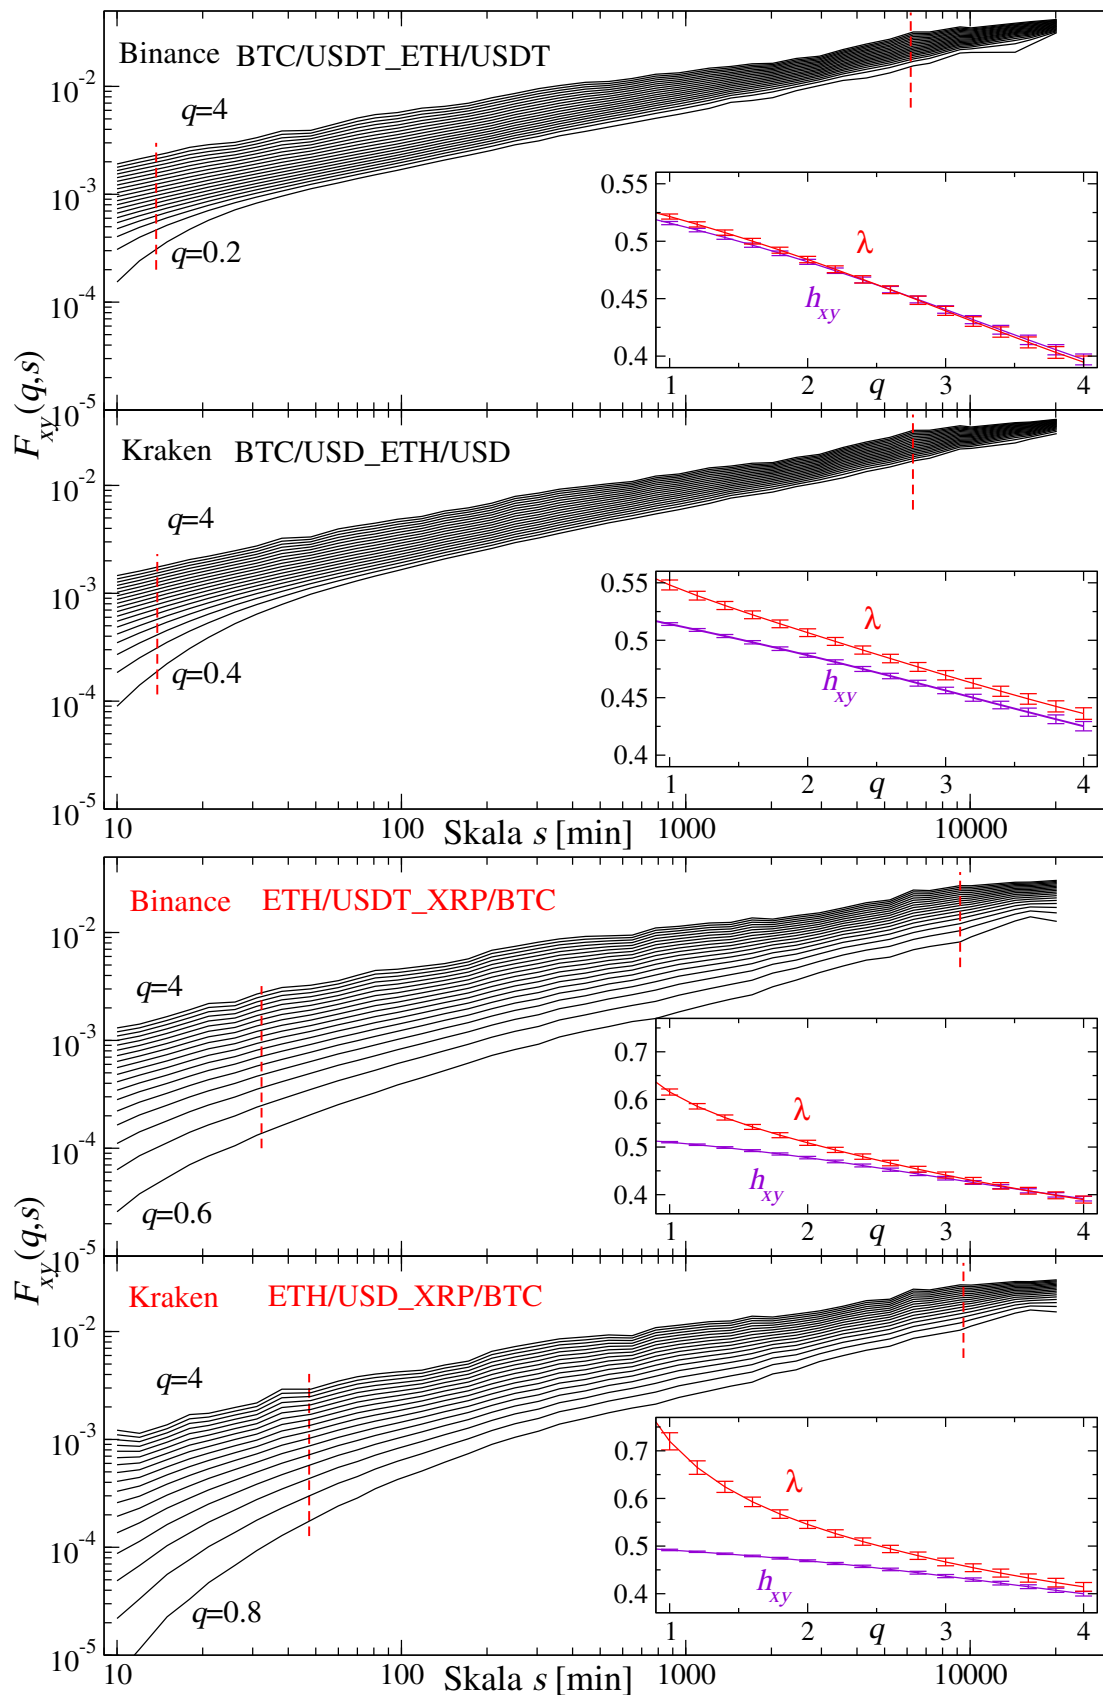 Binance BTC/USDT_ETH/USDT
10⁻²
q=4
10⁻³
q=0.2
10⁻⁴
10⁻⁵
F_xy(q,s)
0.55
0.5
0.45
0.4
λ
h_xy
1 2 q 3 4
Kraken BTC/USD_ETH/USD
10⁻²
q=4
10⁻³
q=0.4
10⁻⁴
10⁻⁵
0.55
0.5
0.45
0.4
λ
h_xy
1 2 q 3 4
10 100 1000 10000
Skala s [min]
Binance ETH/USDT_XRP/BTC
10⁻²
q=4
10⁻³
10⁻⁴
q=0.6
10⁻⁵
F_xy(q,s)
0.7
0.6
0.5
0.4
λ
h_xy
1 2 q 3 4
Kraken ETH/USD_XRP/BTC
10⁻²
q=4
10⁻³
10⁻⁴
q=0.8
10⁻⁵
0.7
0.6
0.5
0.4
λ
h_xy
1 2 q 3 4
10 100 1000 10000
Skala s [min]